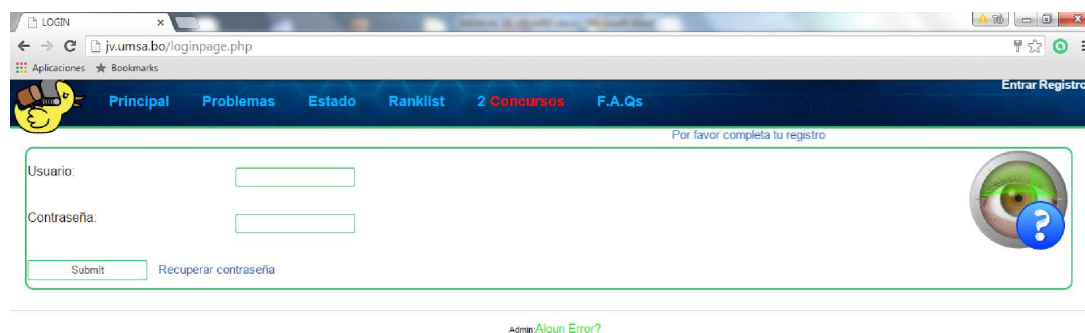 LOGIN
jv.umsa.bo/loginpage.php
Aplicaciones Bookmarks
Entrar Registro
Principal Problemas Estado Ranklist 2 Concursos F.A.Qs
Por favor completa tu registro
Usuario:
Contraseña:
?
Submit Recuperar contraseña
Admin:Algun Error?